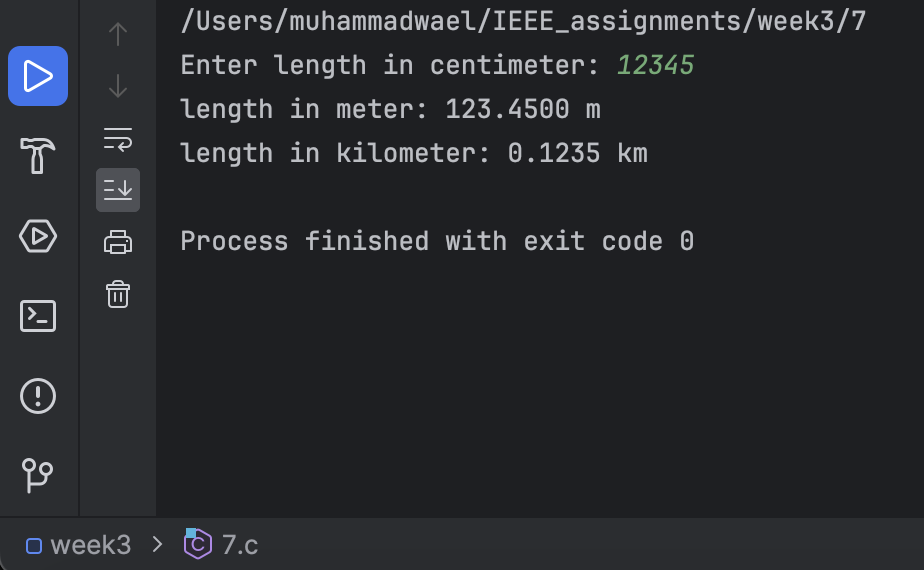 /Users/muhammadwael/IEEE_assignments/week3/7
Enter length in centimeter: 12345
length in meter: 123.4500 m
length in kilometer: 0.1235 km
Process finished with exit code 0
week3 > 7.c